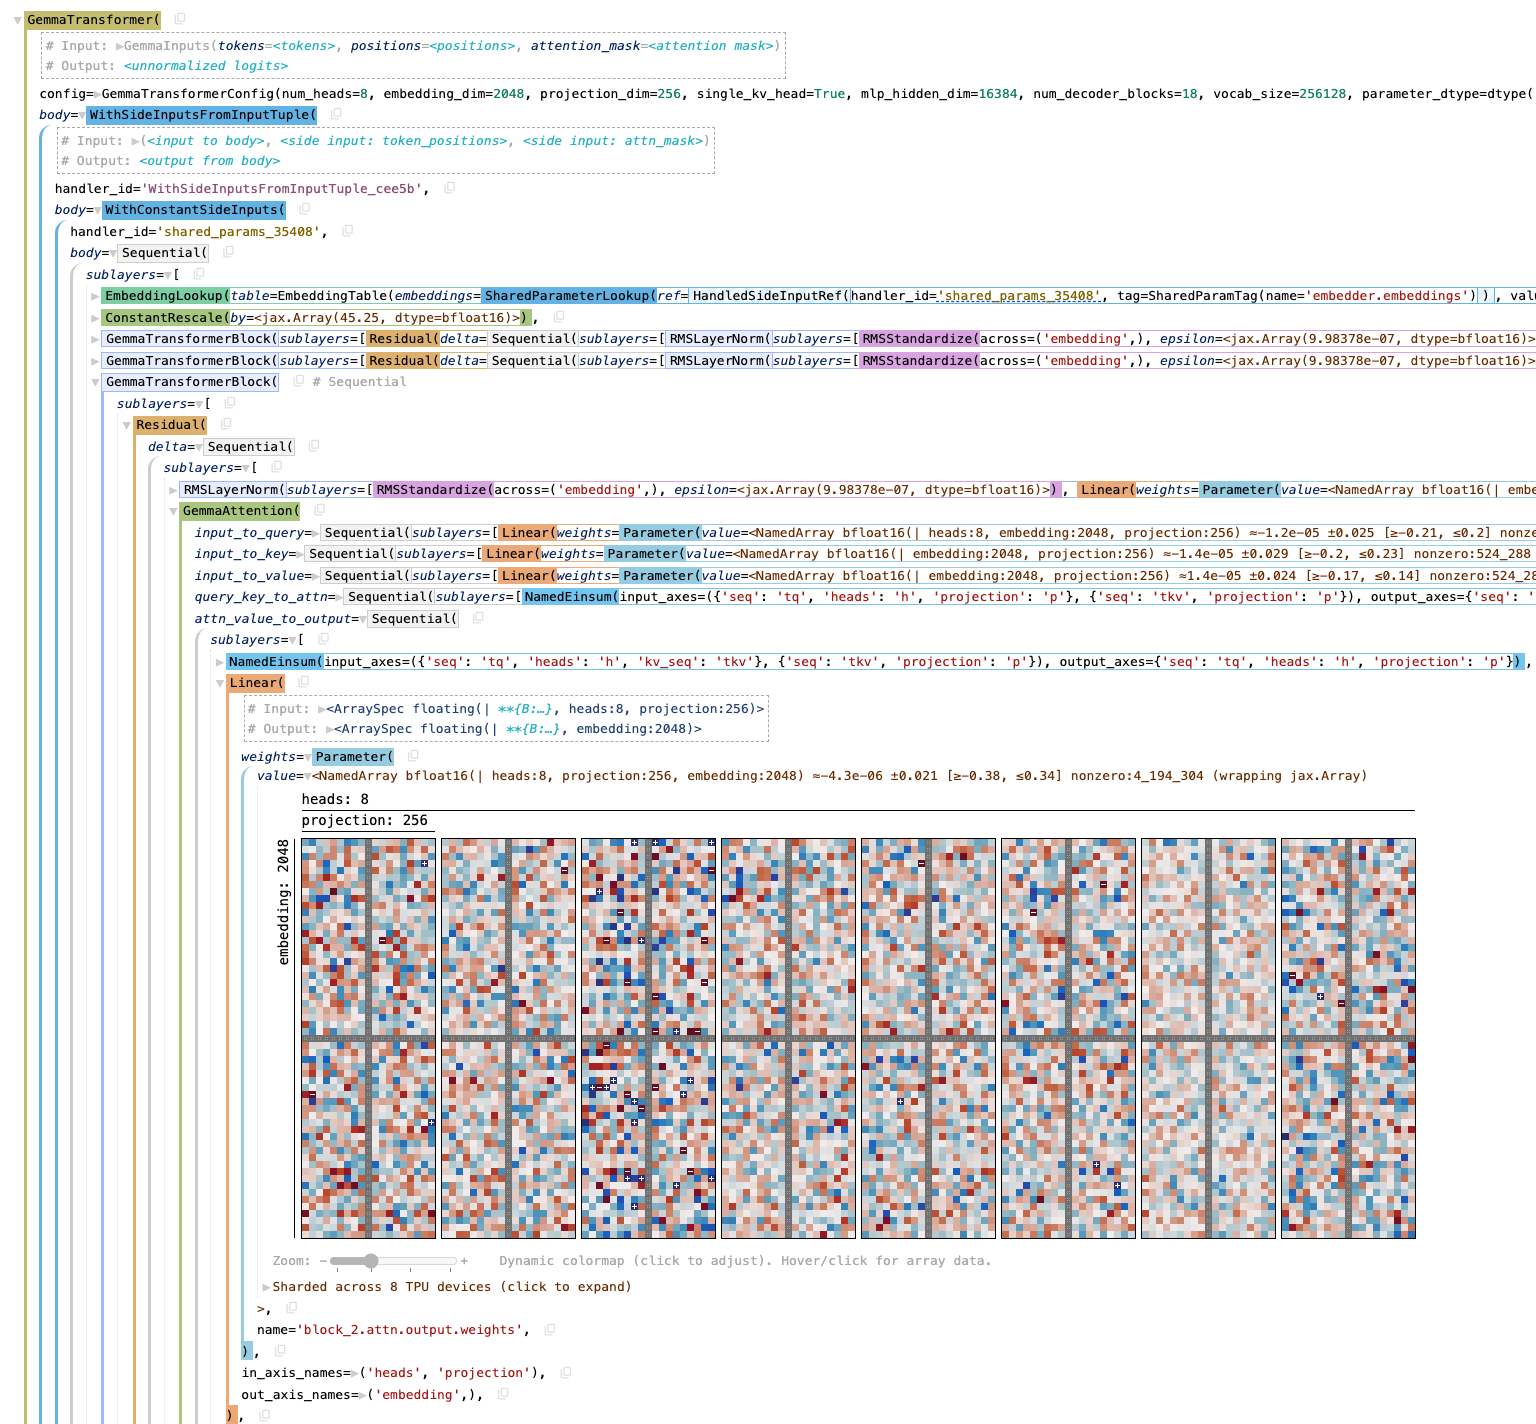 GemmaTransformer(
# Input: ▶GemmaInputs(tokens=<tokens>, positions=<positions>, attention_mask=<attention mask>)
# Output: <unnormalized logits>
config=▶GemmaTransformerConfig(num_heads=8, embedding_dim=2048, projection_dim=256, single_kv_head=True, mlp_hidden_dim=16384, num_decoder_blocks=18, vocab_size=256128, parameter_dtype=dtype(
body=▼WithSideInputsFromInputTuple(
# Input: ▶(<input to body>, <side input: token_positions>, <side input: attn_mask>)
# Output: <output from body>
handler_id='WithSideInputsFromInputTuple_cee5b',
body=▼WithConstantSideInputs(
handler_id='shared_params_35408',
body=▼Sequential(
sublayers=▼[
▶EmbeddingLookup(table=EmbeddingTable(embeddings=SharedParameterLookup(ref=HandledSideInputRef(handler_id='shared_params_35408', tag=SharedParamTag(name='embedder.embeddings')), valu
▶ConstantRescale(by=<jax.Array(45.25, dtype=bfloat16)>),
▶GemmaTransformerBlock(sublayers=[Residual(delta=Sequential(sublayers=[RMSLayerNorm(sublayers=[RMSStandardize(across=('embedding',), epsilon=<jax.Array(9.98378e-07, dtype=bfloat16)>
▶GemmaTransformerBlock(sublayers=[Residual(delta=Sequential(sublayers=[RMSLayerNorm(sublayers=[RMSStandardize(across=('embedding',), epsilon=<jax.Array(9.98378e-07, dtype=bfloat16)>
▼GemmaTransformerBlock( # Sequential
sublayers=▼[
▼Residual(
delta=▼Sequential(
sublayers=▼[
▶RMSLayerNorm(sublayers=[RMSStandardize(across=('embedding',), epsilon=<jax.Array(9.98378e-07, dtype=bfloat16)>), Linear(weights=Parameter(value=<NamedArray bfloat16(| embe
▼GemmaAttention(
input_to_query=▶Sequential(sublayers=[Linear(weights=Parameter(value=<NamedArray bfloat16(| heads:8, embedding:2048, projection:256) ≈-1.2e-05 ±0.025 [≥-0.21, ≤0.2] nonze
input_to_key=▶Sequential(sublayers=[Linear(weights=Parameter(value=<NamedArray bfloat16(| embedding:2048, projection:256) ≈-1.4e-05 ±0.029 [≥-0.2, ≤0.23] nonzero:524_288
input_to_value=▶Sequential(sublayers=[Linear(weights=Parameter(value=<NamedArray bfloat16(| embedding:2048, projection:256) ≈1.4e-05 ±0.024 [≥-0.17, ≤0.14] nonzero:524_28
query_key_to_attn=▶Sequential(sublayers=[NamedEinsum(input_axes=({'seq': 'tq', 'heads': 'h', 'projection': 'p'}, {'seq': 'tkv', 'projection': 'p'}), output_axes={'seq': '
attn_value_to_output=▼Sequential(
sublayers=▼[
▶NamedEinsum(input_axes=({'seq': 'tq', 'heads': 'h', 'kv_seq': 'tkv'}, {'seq': 'tkv', 'projection': 'p'}), output_axes={'seq': 'tq', 'heads': 'h', 'projection': 'p'}),
▼Linear(
# Input: ▶<ArraySpec floating(| **{B:…}, heads:8, projection:256)>
# Output: ▶<ArraySpec floating(| **{B:…}, embedding:2048)>
weights=▼Parameter(
value=▼<NamedArray bfloat16(| heads:8, projection:256, embedding:2048) ≈-4.3e-06 ±0.021 [≥-0.38, ≤0.34] nonzero:4_194_304 (wrapping jax.Array)
heads: 8
projection: 256
embedding: 2048
Zoom: - + Dynamic colormap (click to adjust). Hover/click for array data.
▶Sharded across 8 TPU devices (click to expand)
>,
name='block_2.attn.output.weights',
),
in_axis_names=▶('heads', 'projection'),
out_axis_names=▶('embedding',),
),